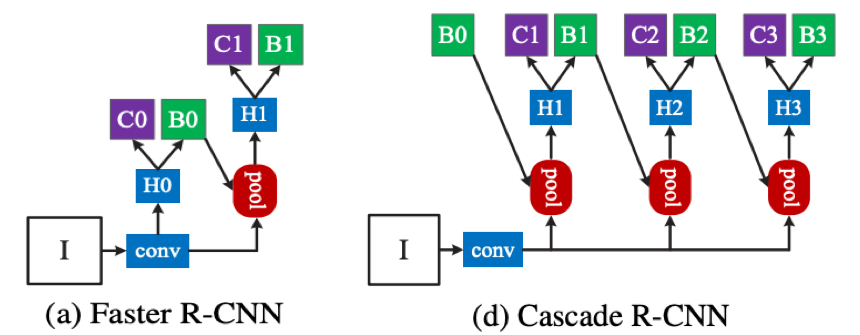 C1 B1
C0 B0
H1
H0
pool
I
conv
(a) Faster R-CNN
B0 C1 B1 C2 B2 C3 B3
H1 H2 H3
pool pool pool
I
conv
(d) Cascade R-CNN